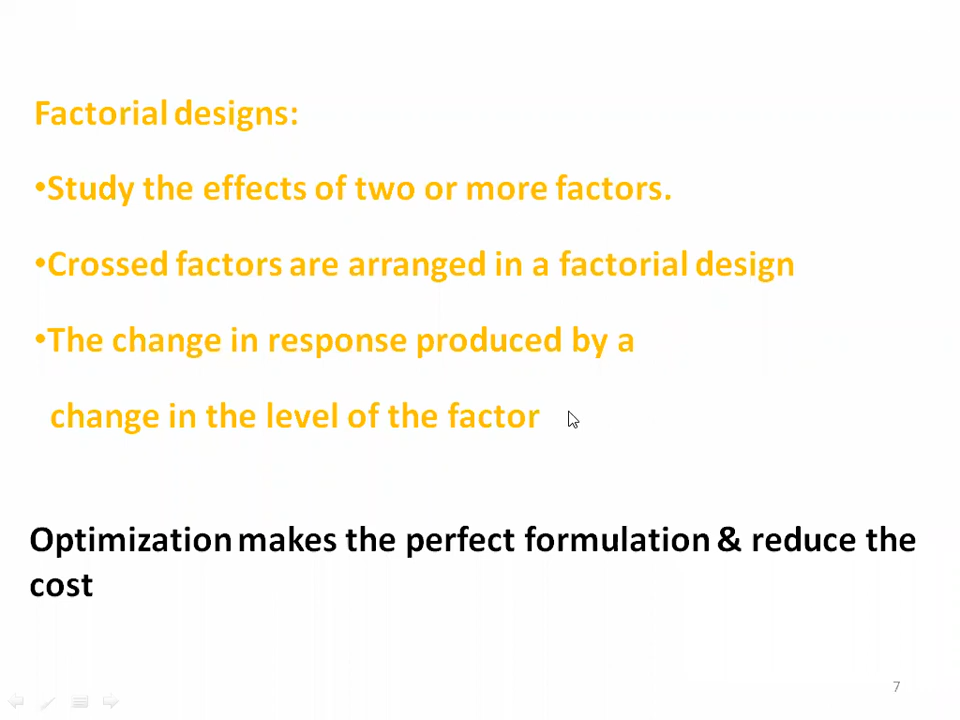 Factorial designs:
•Study the effects of two or more factors.
•Crossed factors are arranged in a factorial design
•The change in response produced by a
change in the level of the factor
Optimization makes the perfect formulation & reduce the
cost
7